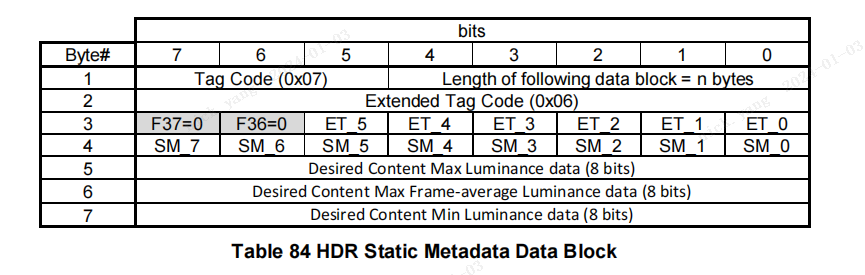 bits
Byte# 7 6 5 4 3 2 1 0
1 Tag Code (0x07) Length of following data block = n bytes
2 Extended Tag Code (0x06)
3 F37=0 F36=0 ET_5 ET_4 ET_3 ET_2 ET_1 ET_0
4 SM_7 SM_6 SM_5 SM_4 SM_3 SM_2 SM_1 SM_0
5 Desired Content Max Luminance data (8 bits)
6 Desired Content Max Frame-average Luminance data (8 bits)
7 Desired Content Min Luminance data (8 bits)
Table 84 HDR Static Metadata Data Block